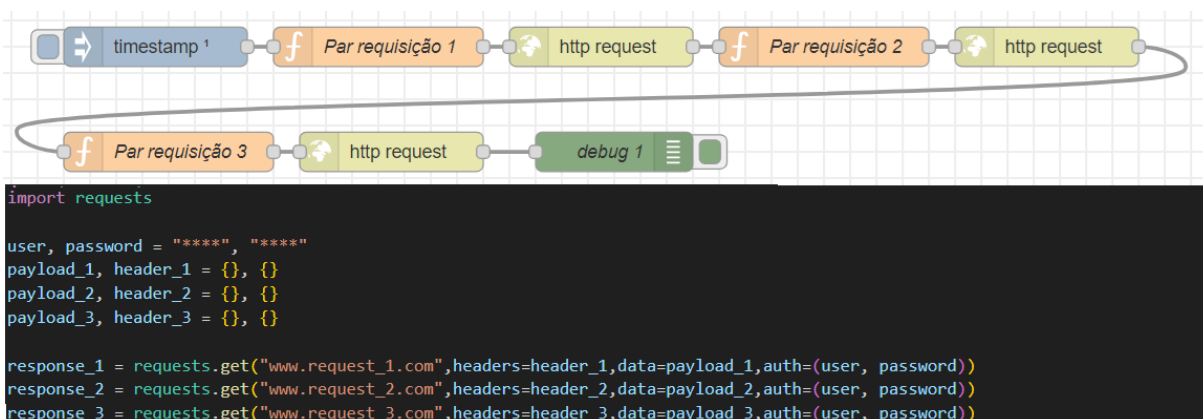 timestamp ¹ Par requisição 1 http request Par requisição 2 http request
Par requisição 3 http request debug 1
import requests
user, password = "****", "****"
payload_1, header_1 = {}, {}
payload_2, header_2 = {}, {}
payload_3, header_3 = {}, {}
response_1 = requests.get("www.request_1.com",headers=header_1,data=payload_1,auth=(user, password))
response_2 = requests.get("www.request_2.com",headers=header_2,data=payload_2,auth=(user, password))
response_3 = requests.get("www.request_3.com",headers=header_3,data=payload_3,auth=(user, password))